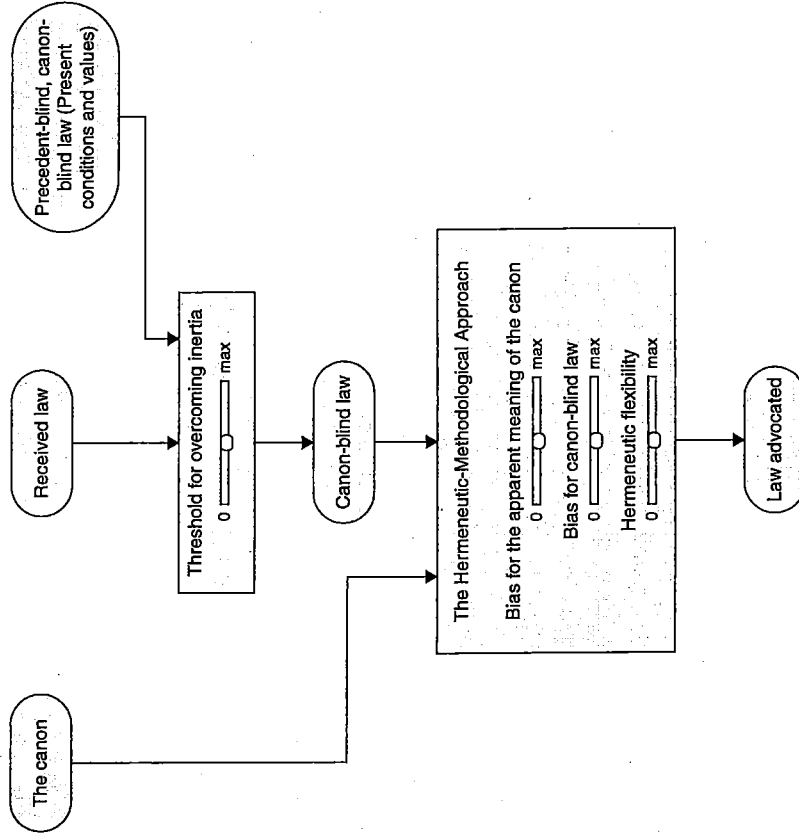 The canon
Received law
Precedent-blind, canon-
blind law (Present
conditions and values)
Threshold for overcoming inertia
0 max
Canon-blind law
The Hermeneutic-Methodological Approach
Bias for the apparent meaning of the canon
0 max
Bias for canon-blind law
0 max
Hermeneutic flexibility
0 max
Law advocated